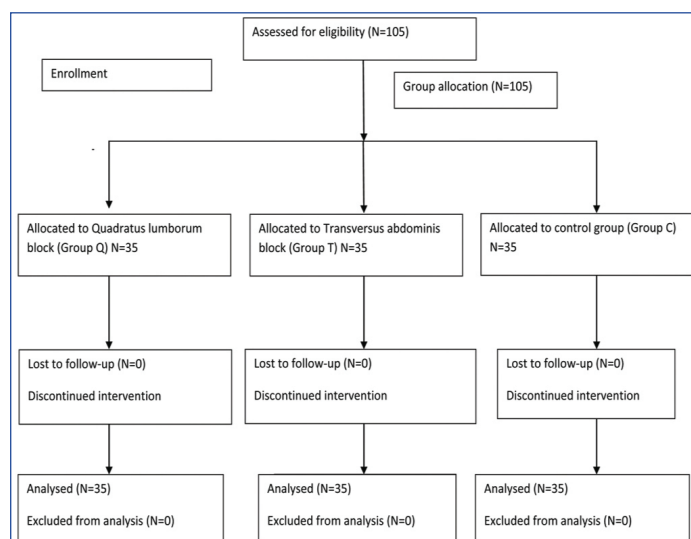 Assessed for eligibility (N=105)
Enrollment
Group allocation (N=105)
Allocated to Quadratus lumborum
block (Group Q) N=35
Allocated to Transversus abdominis
block (Group T) N=35
Allocated to control group (Group C)
N=35
Lost to follow-up (N=0)
Discontinued intervention
Lost to follow-up (N=0)
Discontinued intervention
Lost to follow-up (N=0)
Discontinued intervention
Analysed (N=35)
Excluded from analysis (N=0)
Analysed (N=35)
Excluded from analysis (N=0)
Analysed (N=35)
Excluded from analysis (N=0)